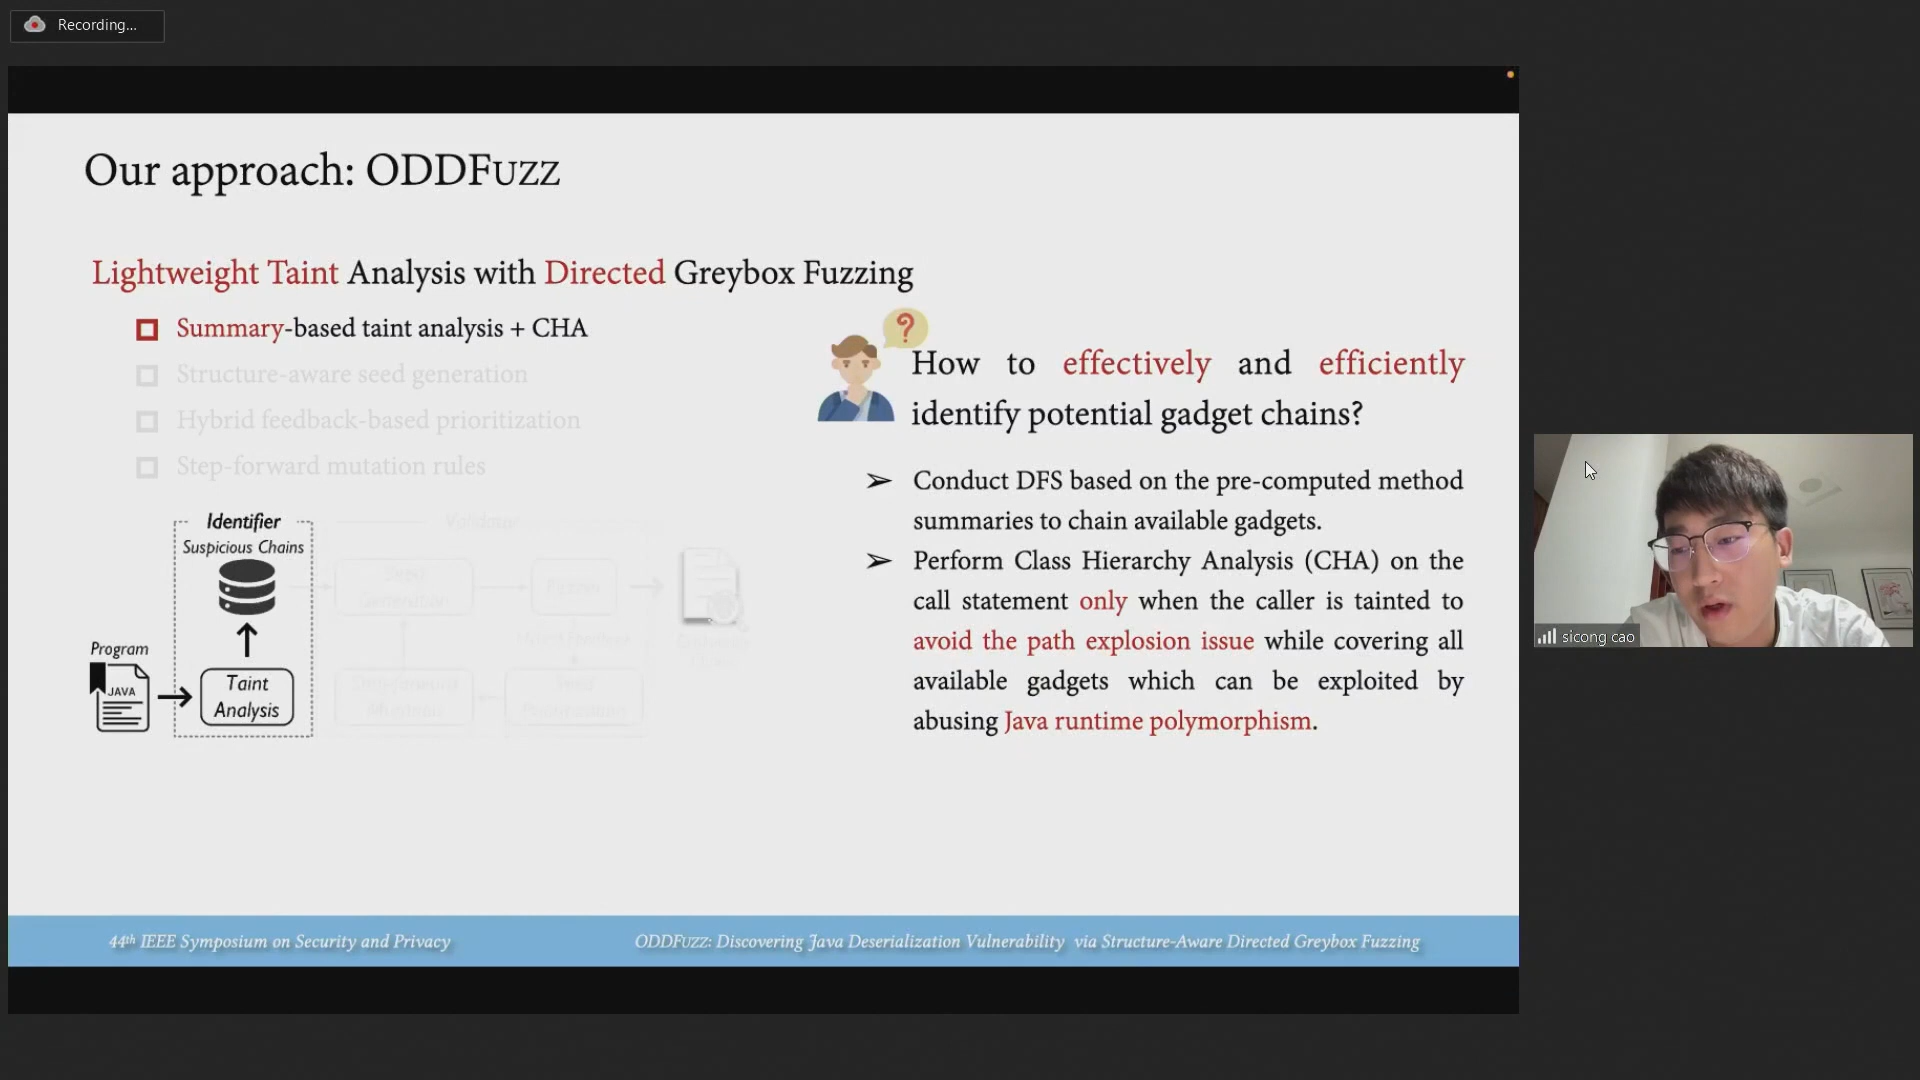 Recording...
Our approach: ODDFUZZ
Lightweight Taint Analysis with Directed Greybox Fuzzing
Summary-based taint analysis + CHA
Structure-aware seed generation
Hybrid feedback-based prioritization
Step-forward mutation rules
?
How to effectively and efficiently
identify potential gadget chains?
Conduct DFS based on the pre-computed method
summaries to chain available gadgets.
Perform Class Hierarchy Analysis (CHA) on the
call statement only when the caller is tainted to
avoid the path explosion issue while covering all
available gadgets which can be exploited by
abusing Java runtime polymorphism.
Identifier
Suspicious Chains
Program
JAVA
Taint
Analysis
44th IEEE Symposium on Security and Privacy
ODDFUZZ: Discovering Java Deserialization Vulnerability via Structure-Aware Directed Greybox Fuzzing
sicong cao